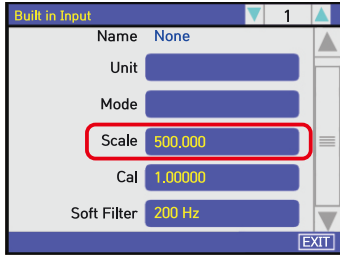 Built in Input 1
Name None
Unit
Mode
Scale 500.000
Cal 1.00000
Soft Filter 200 Hz
EXIT